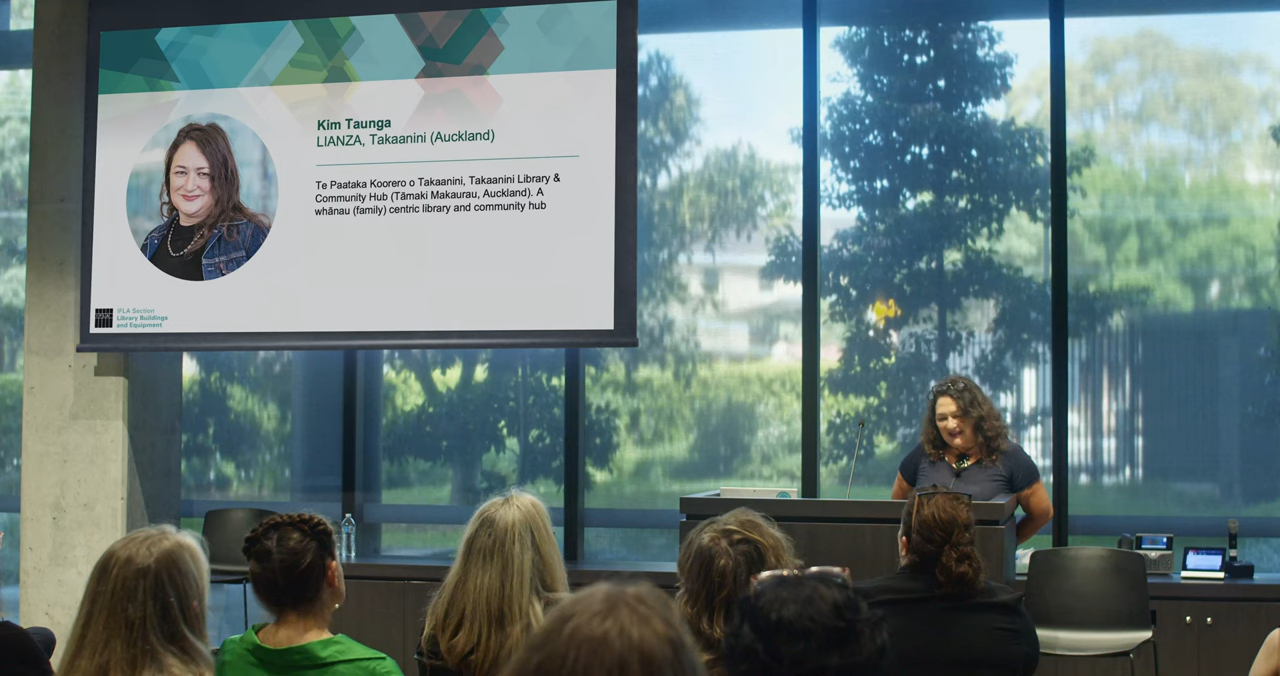 Kim Taunga
LIANZA, Takaanini (Auckland)
Te Paataka Koorero o Takaanini, Takaanini Library &
Community Hub (Tāmaki Makaurau, Auckland). A
whānau (family) centric library and community hub
IFLA Section
Library Buildings
and Equipment